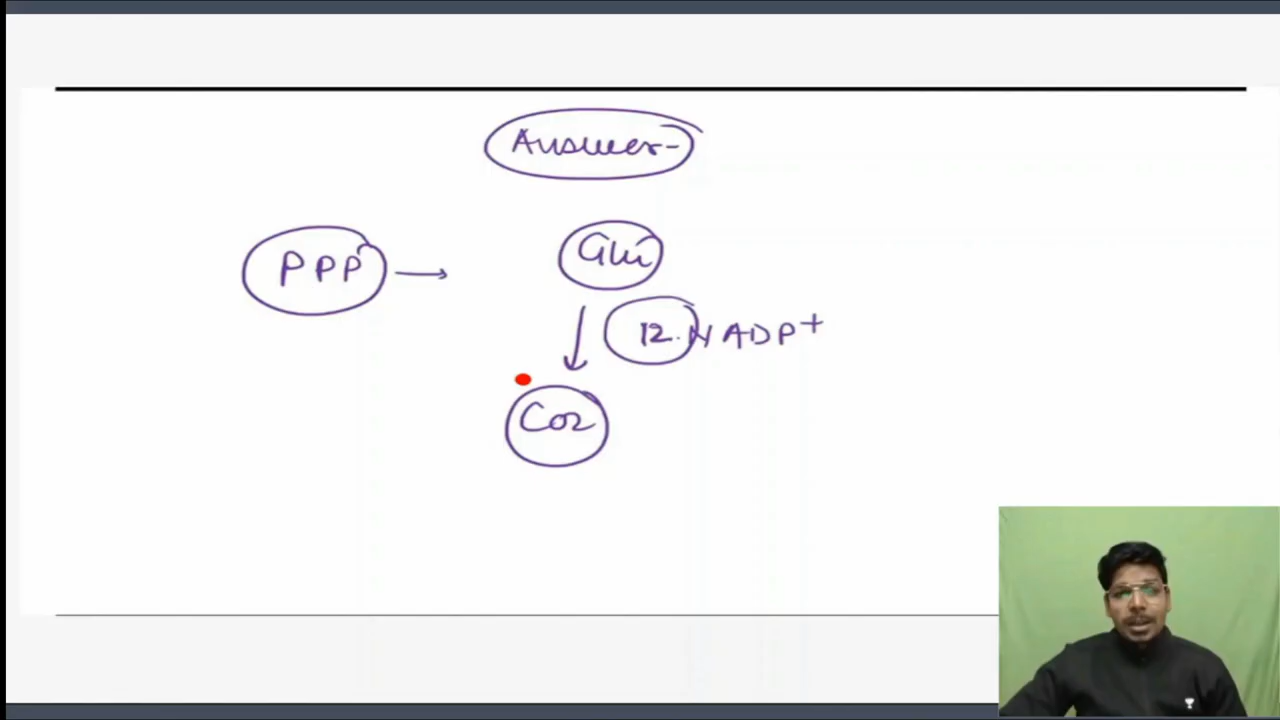 Answer-
PPP → Glu
12.NADP+
Co2